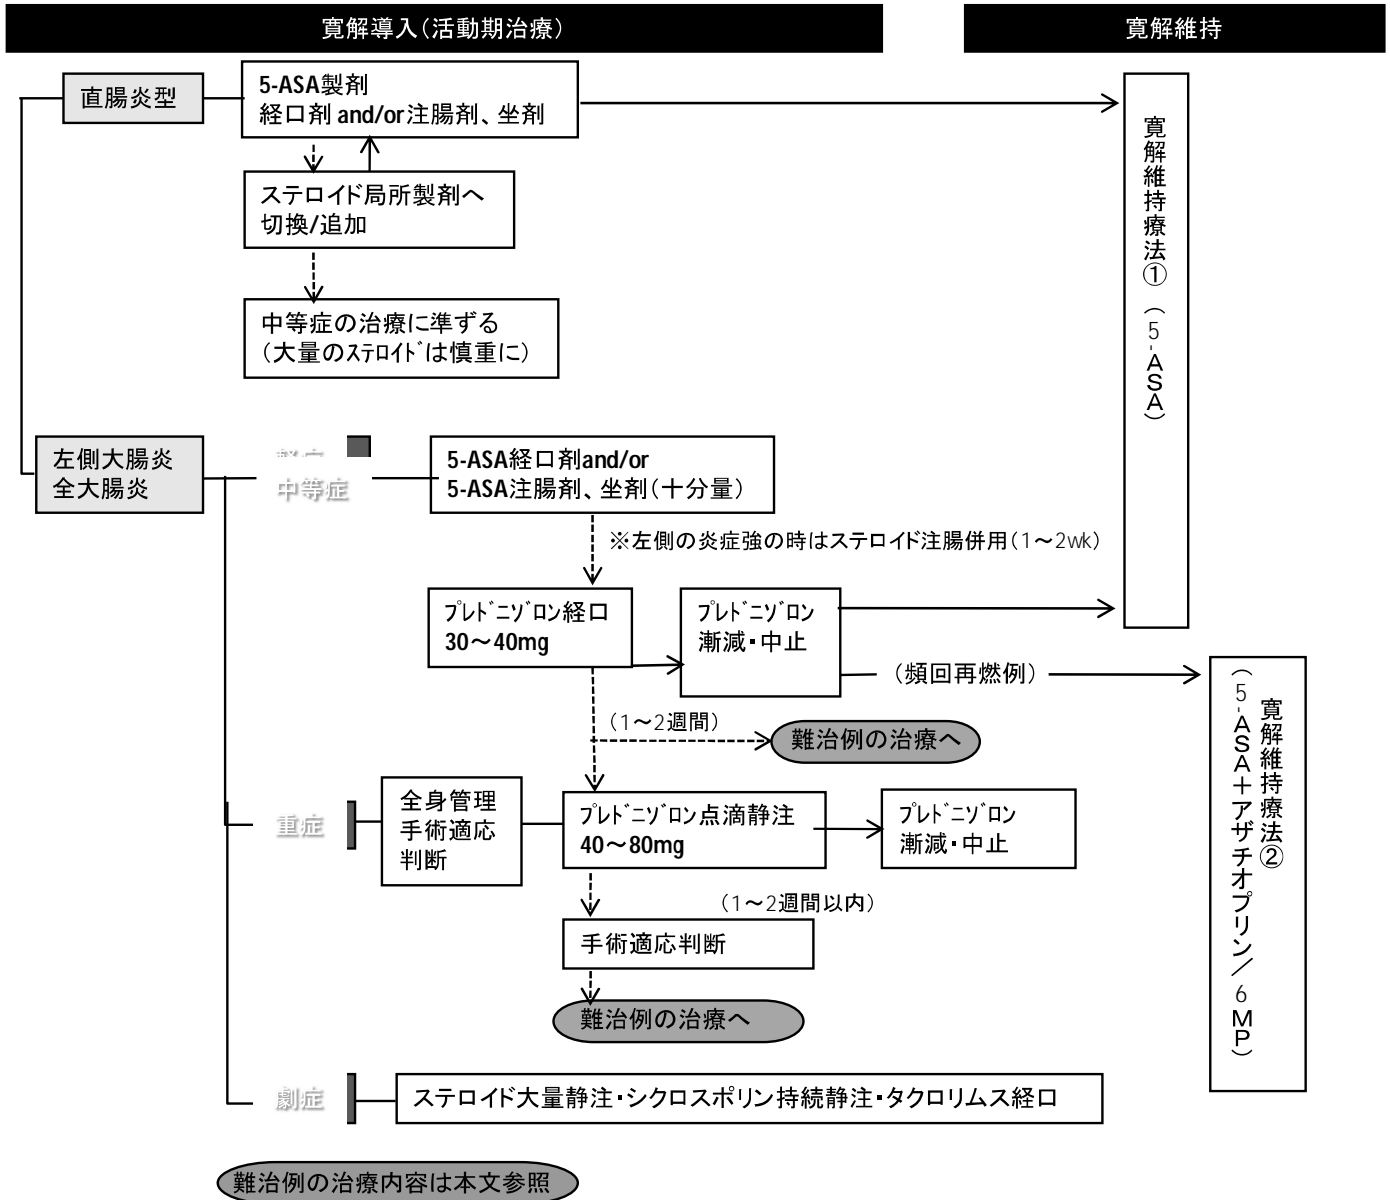 寛解導入(活動期治療)
寛解維持
直腸炎型
5-ASA製剤
経口剤 and/or注腸剤、坐剤
ステロイド局所製剤へ
切換/追加
中等症の治療に準ずる
(大量のｽﾃﾛｲﾄﾞは慎重に)
寛解維持療法① (5-ASA)
左側大腸炎
全大腸炎
中等症
5-ASA経口剤and/or
5-ASA注腸剤、坐剤(十分量)
※左側の炎症強の時はステロイド注腸併用(1～2wk)
ﾌﾟﾚﾄﾞﾆｿﾞﾛﾝ経口
30～40mg
ﾌﾟﾚﾄﾞﾆｿﾞﾛﾝ
漸減・中止
(頻回再燃例)
(1～2週間)
難治例の治療へ
寛解維持療法②
(5-ASA＋アザチオプリン／6MP)
重症
全身管理
手術適応
判断
ﾌﾟﾚﾄﾞﾆｿﾞﾛﾝ点滴静注
40～80mg
ﾌﾟﾚﾄﾞﾆｿﾞﾛﾝ
漸減・中止
(1～2週間以内)
手術適応判断
難治例の治療へ
劇症
ステロイド大量静注・シクロスポリン持続静注・タクロリムス経口
難治例の治療内容は本文参照